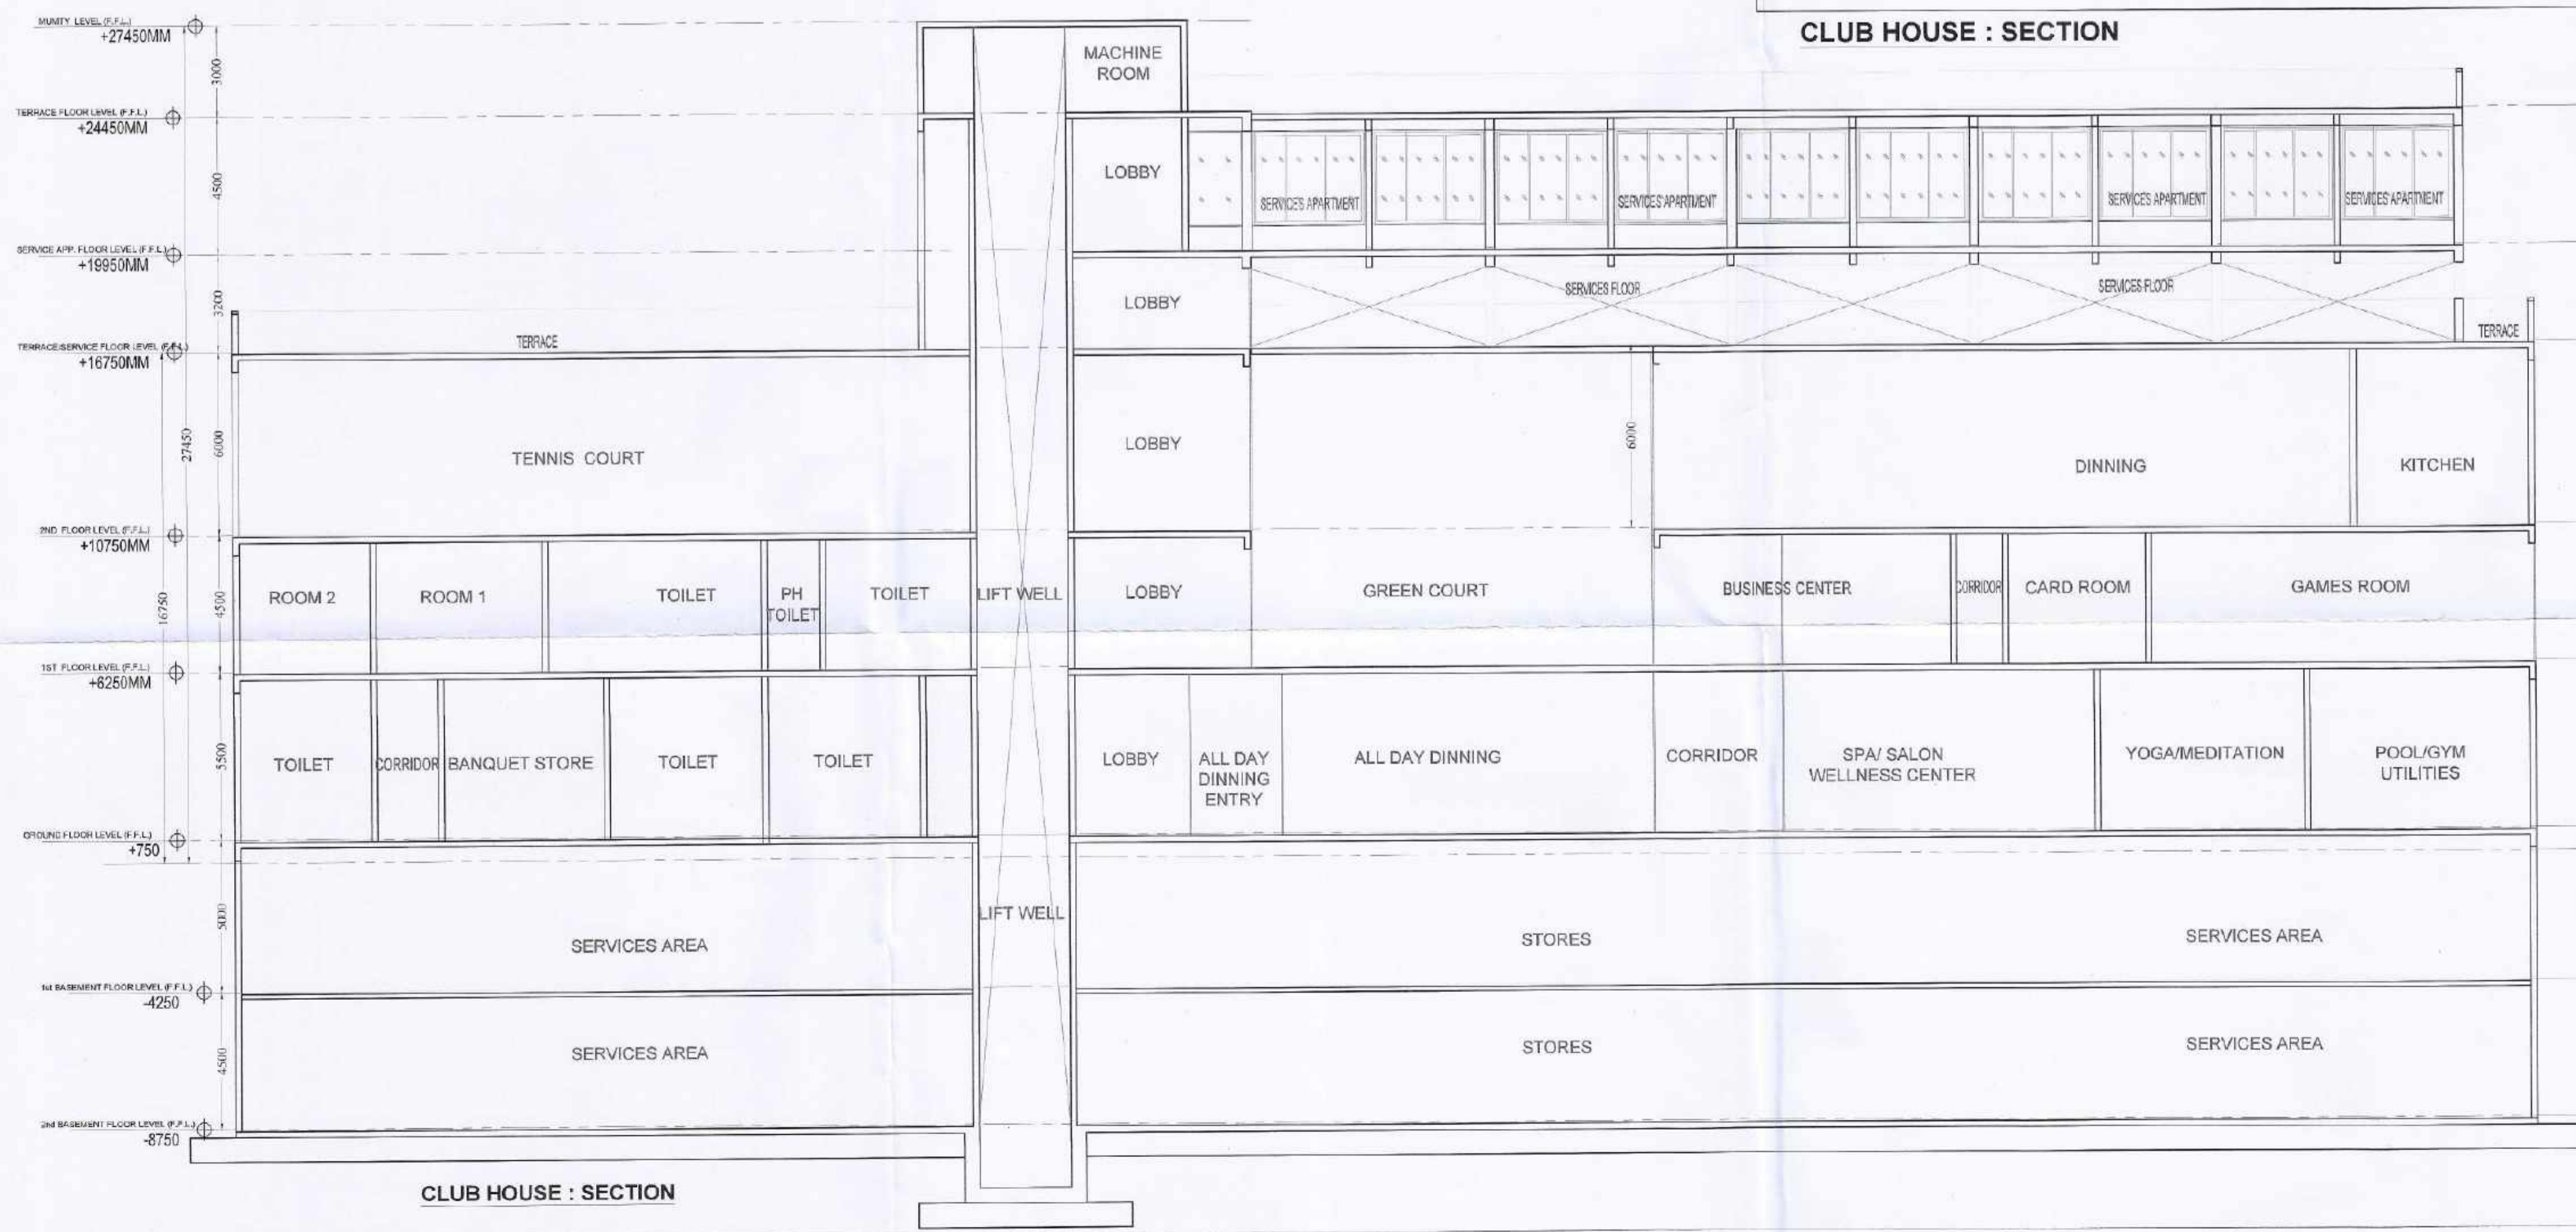 CLUB HOUSE : SECTION
MUMTY LEVEL (F.F.L.)
+27450MM
3000
MACHINE
ROOM
TERRACE FLOOR LEVEL (F.F.L.)
+24450MM
4500
LOBBY
SERVICES APARTMENT
SERVICES APARTMENT
SERVICES APARTMENT
SERVICES APARTMENT
SERVICE APP. FLOOR LEVEL (F.F.L.)
+19950MM
3200
LOBBY
SERVICES FLOOR
SERVICES FLOOR
TERRACE
TERRACE
TERRACE/SERVICE FLOOR LEVEL (F.F.L.)
+16750MM
27450
6000
TENNIS COURT
LOBBY
6000
DINNING
KITCHEN
2ND FLOOR LEVEL (F.F.L.)
+10750MM
16750
4500
ROOM 2
ROOM 1
TOILET
PH
TOILET
TOILET
LIFT WELL
LOBBY
GREEN COURT
BUSINESS CENTER
CORRIDOR
CARD ROOM
GAMES ROOM
1ST FLOOR LEVEL (F.F.L.)
+6250MM
5500
TOILET
CORRIDOR
BANQUET STORE
TOILET
TOILET
LOBBY
ALL DAY
DINNING
ENTRY
ALL DAY DINNING
CORRIDOR
SPA/ SALON
WELLNESS CENTER
YOGA/MEDITATION
POOL/GYM
UTILITIES
GROUND FLOOR LEVEL (F.F.L.)
+750
5000
SERVICES AREA
LIFT WELL
STORES
SERVICES AREA
1st BASEMENT FLOOR LEVEL (F.F.L.)
-4250
4500
SERVICES AREA
STORES
SERVICES AREA
2nd BASEMENT FLOOR LEVEL (F.F.L.)
-8750
CLUB HOUSE : SECTION